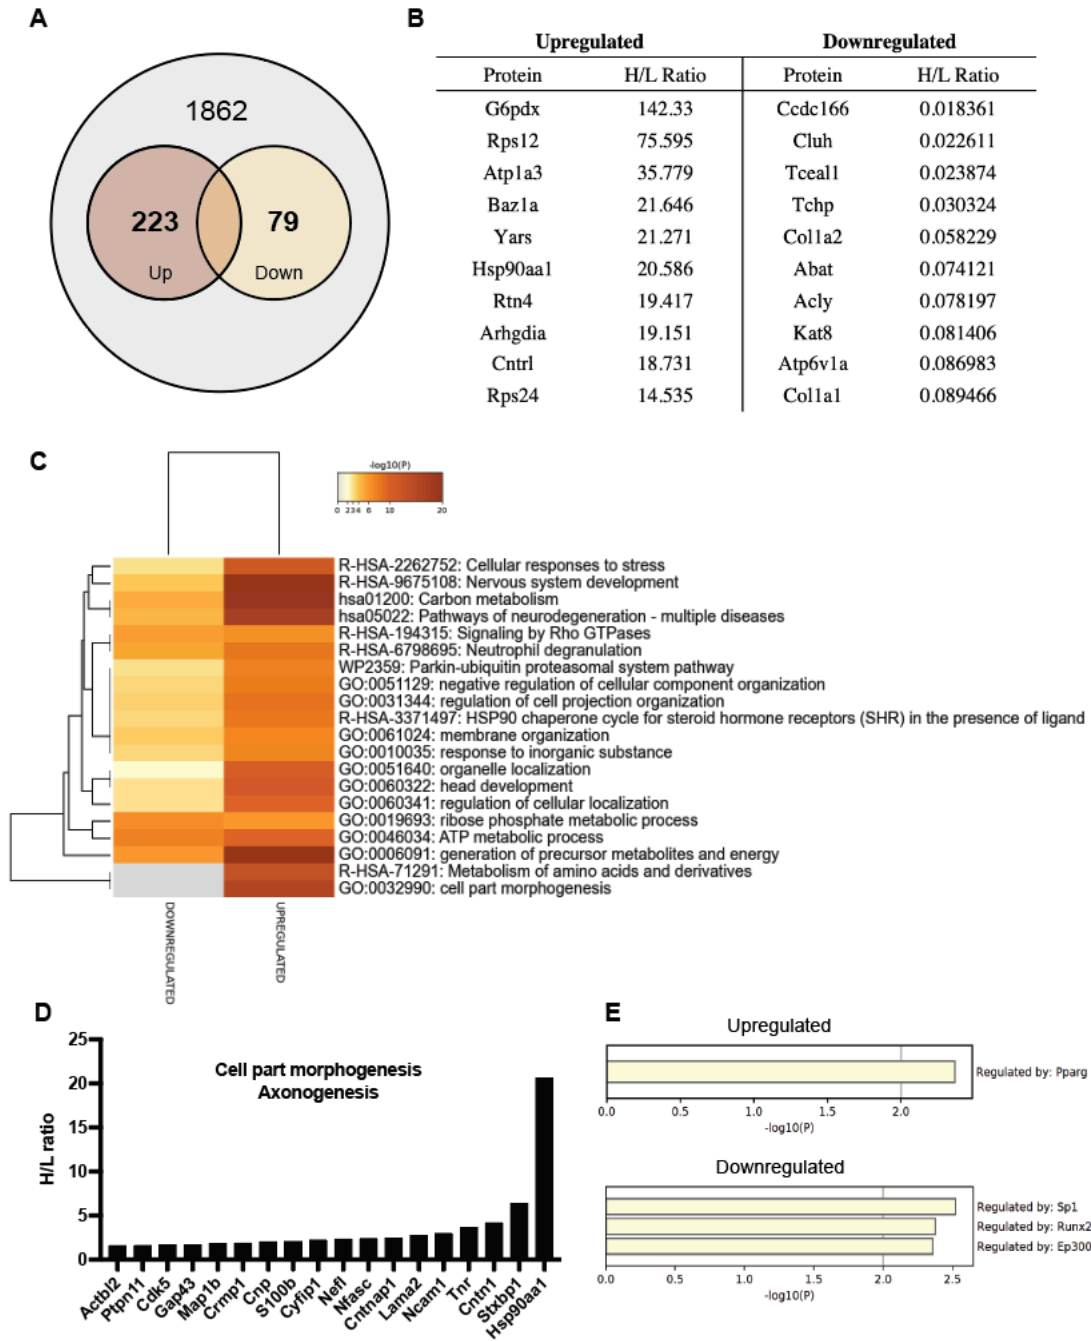 A
1862
223
79
Up
Down
B
Upregulated Downregulated
Protein H/L Ratio Protein H/L Ratio
G6pdx 142.33 Ccdc166 0.018361
Rps12 75.595 Cluh 0.022611
Atp1a3 35.779 Tceal1 0.023874
Baz1a 21.646 Tchp 0.030324
Yars 21.271 Col1a2 0.058229
Hsp90aa1 20.586 Abat 0.074121
Rtn4 19.417 Acly 0.078197
Arhgdia 19.151 Kat8 0.081406
Cntrl 18.731 Atp6v1a 0.086983
Rps24 14.535 Col1a1 0.089466
C
-log10(P)
0 2 3 4 6 10 20
R-HSA-2262752: Cellular responses to stress
R-HSA-9675108: Nervous system development
hsa01200: Carbon metabolism
hsa05022: Pathways of neurodegeneration - multiple diseases
R-HSA-194315: Signaling by Rho GTPases
R-HSA-6798695: Neutrophil degranulation
WP2359: Parkin-ubiquitin proteasomal system pathway
GO:0051129: negative regulation of cellular component organization
GO:0031344: regulation of cell projection organization
R-HSA-3371497: HSP90 chaperone cycle for steroid hormone receptors (SHR) in the presence of ligand
GO:0061024: membrane organization
GO:0010035: response to inorganic substance
GO:0051640: organelle localization
GO:0060322: head development
GO:0060341: regulation of cellular localization
GO:0019693: ribose phosphate metabolic process
GO:0046034: ATP metabolic process
GO:0006091: generation of precursor metabolites and energy
R-HSA-71291: Metabolism of amino acids and derivatives
GO:0032990: cell part morphogenesis
DOWNREGULATED
UPREGULATED
D
Cell part morphogenesis
Axonogenesis
H/L ratio
25
20
15
10
5
0
Actbl2
Ptpn11
Cdk5
Gap43
Map1b
Crmp1
Cnp
S100b
Cyfip1
Nefl
Nfasc
Cntnap1
Lama2
Ncam1
Tnr
Cntn1
Stxbp1
Hsp90aa1
E
Upregulated
Regulated by: Pparg
0.0 0.5 1.0 1.5 2.0
-log10(P)
Downregulated
Regulated by: Sp1
Regulated by: Runx2
Regulated by: Ep300
0.0 0.5 1.0 1.5 2.0 2.5
-log10(P)